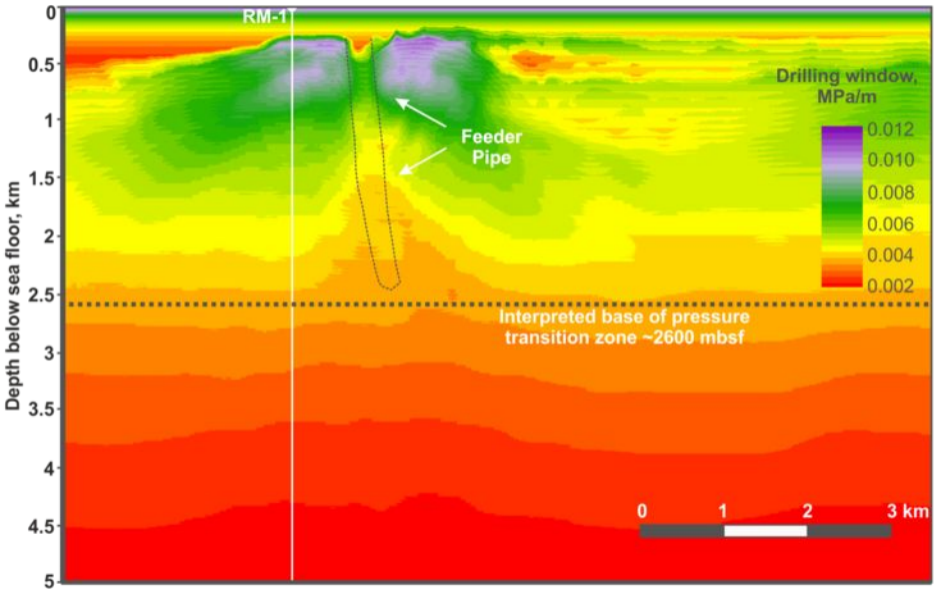 RM-1
Drilling window,
MPa/m
0.012
0.010
0.008
0.006
0.004
0.002
Feeder
Pipe
Interpreted base of pressure
transition zone ~2600 mbsf
Depth below sea floor, km
0
0.5
1
1.5
2
2.5
3
3.5
4
4.5
5
0 1 2 3 km